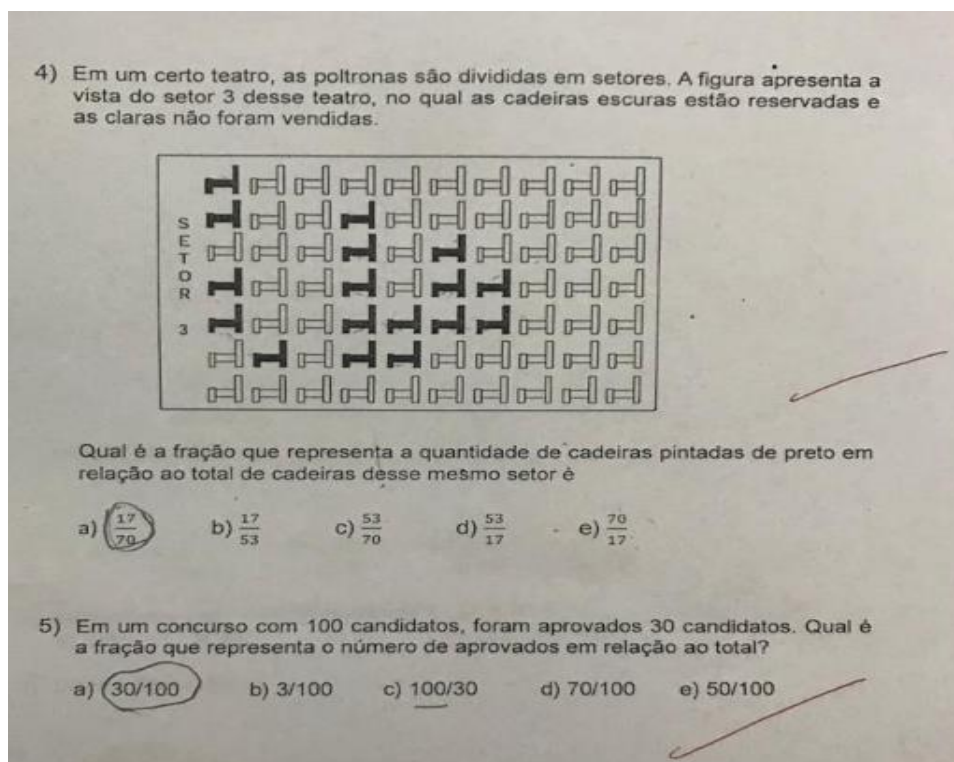 4) Em um certo teatro, as poltronas são divididas em setores. A figura apresenta a
vista do setor 3 desse teatro, no qual as cadeiras escuras estão reservadas e
as claras não foram vendidas.
SETOR 3
Qual é a fração que representa a quantidade de cadeiras pintadas de preto em
relação ao total de cadeiras desse mesmo setor é
a) 17/70 b) 17/53 c) 53/70 d) 53/17 e) 70/17
5) Em um concurso com 100 candidatos, foram aprovados 30 candidatos. Qual é
a fração que representa o número de aprovados em relação ao total?
a) 30/100 b) 3/100 c) 100/30 d) 70/100 e) 50/100